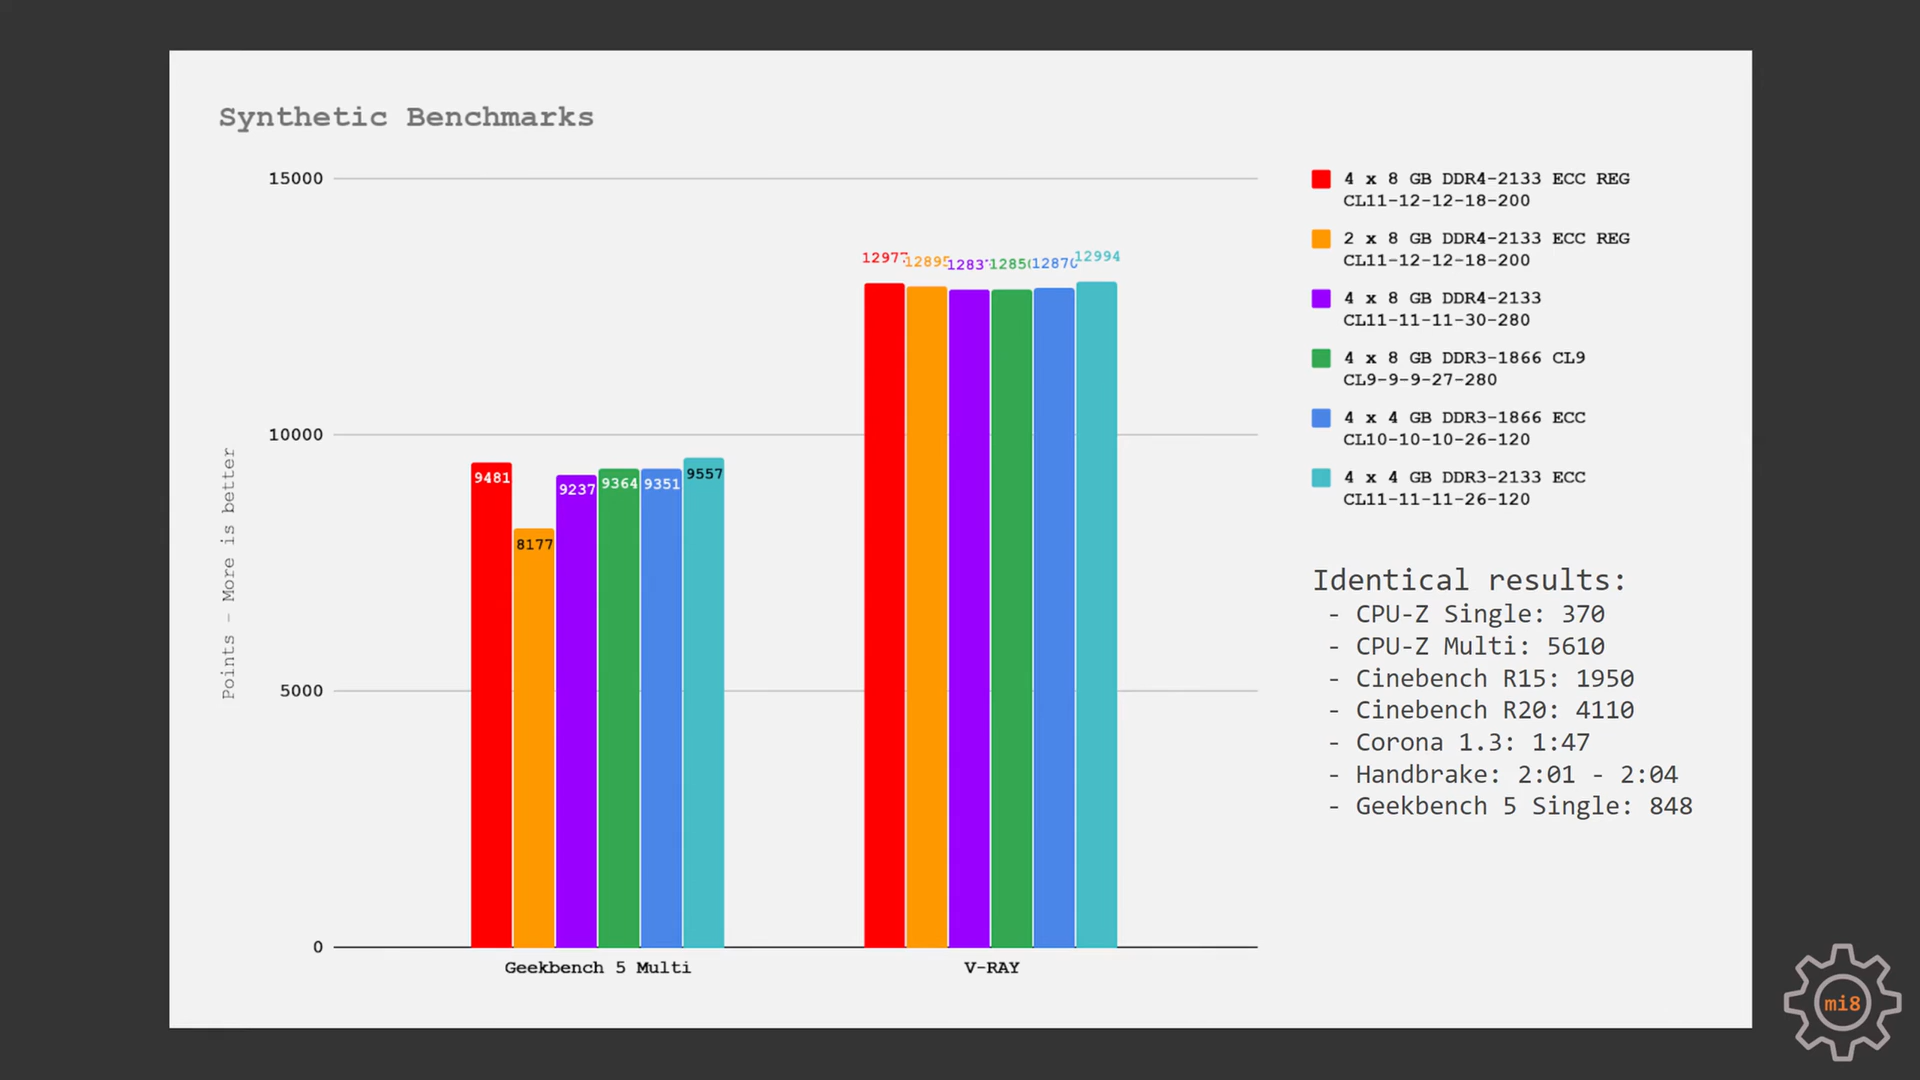 Synthetic Benchmarks
Points - More is better
15000
10000
5000
0
9481
8177
9237
9364
9351
9557
12977
12895
12837
12850
12870
12994
Geekbench 5 Multi
V-RAY
4 x 8 GB DDR4-2133 ECC REG
CL11-12-12-18-200
2 x 8 GB DDR4-2133 ECC REG
CL11-12-12-18-200
4 x 8 GB DDR4-2133
CL11-11-11-30-280
4 x 8 GB DDR3-1866 CL9
CL9-9-9-27-280
4 x 4 GB DDR3-1866 ECC
CL10-10-10-26-120
4 x 4 GB DDR3-2133 ECC
CL11-11-11-26-120
Identical results:
- CPU-Z Single: 370
- CPU-Z Multi: 5610
- Cinebench R15: 1950
- Cinebench R20: 4110
- Corona 1.3: 1:47
- Handbrake: 2:01 - 2:04
- Geekbench 5 Single: 848
mi8